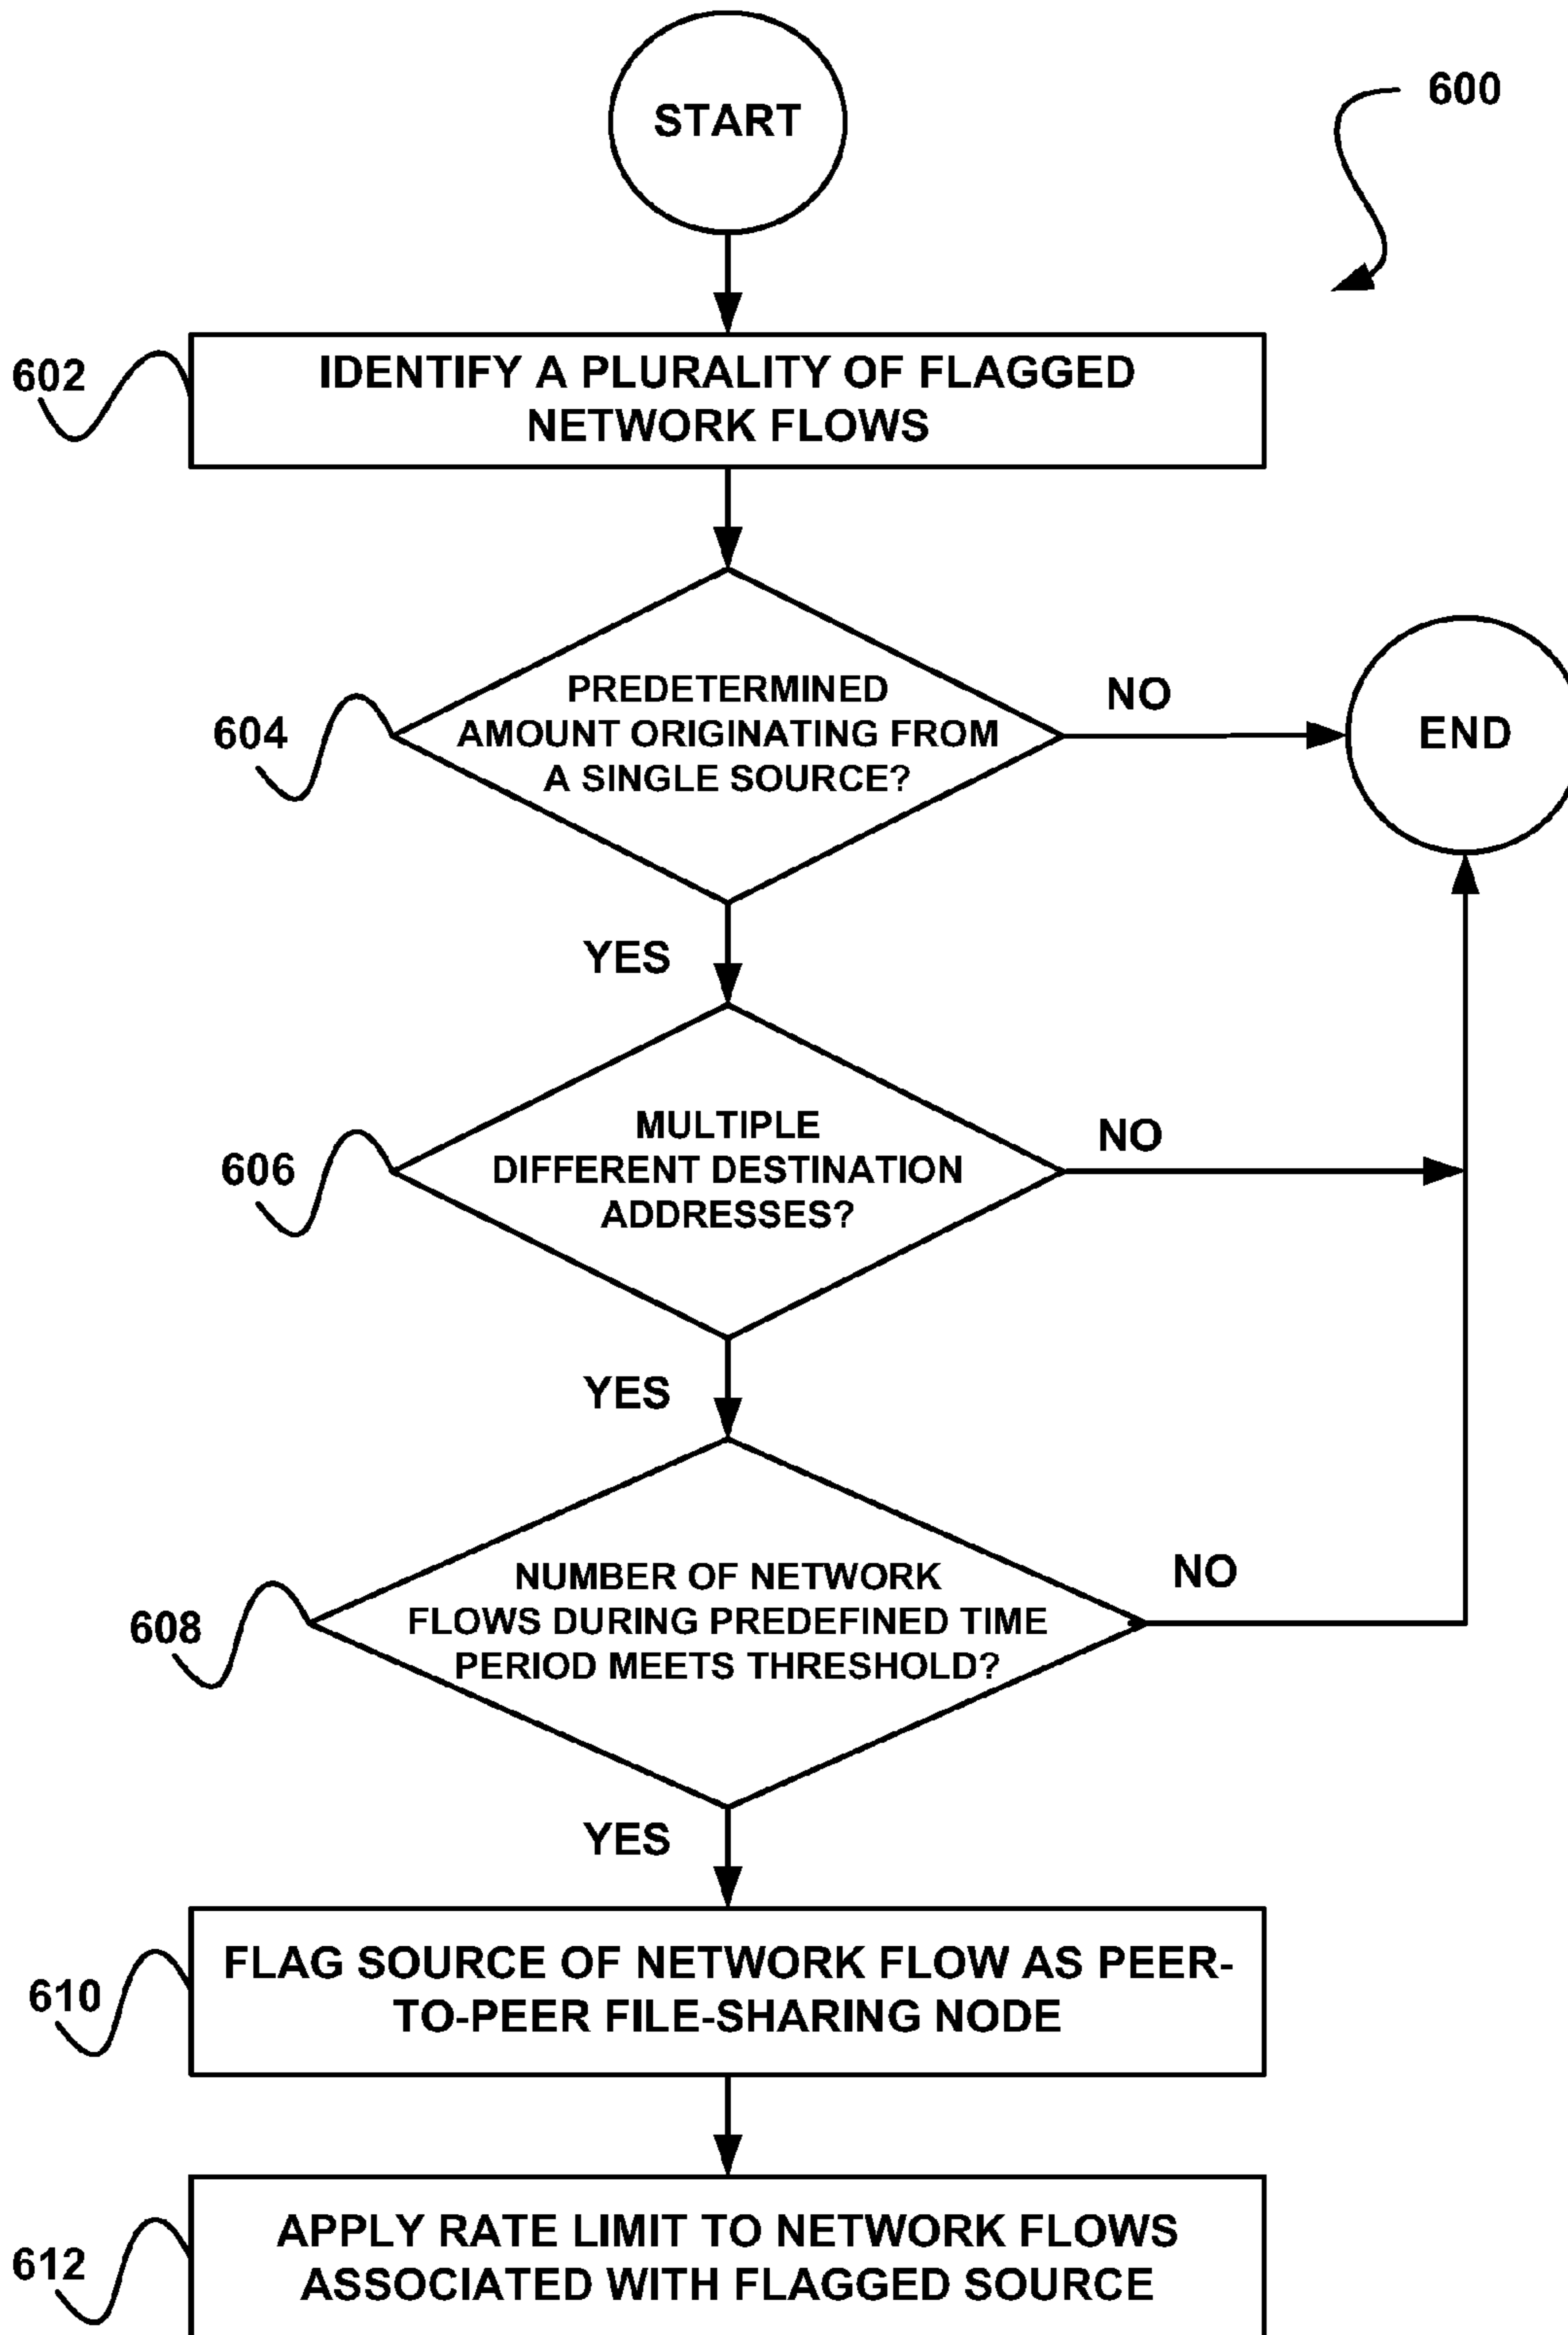 START
600
602
IDENTIFY A PLURALITY OF FLAGGED
NETWORK FLOWS
604
PREDETERMINED
AMOUNT ORIGINATING FROM
A SINGLE SOURCE?
NO
END
YES
606
MULTIPLE
DIFFERENT DESTINATION
ADDRESSES?
NO
YES
608
NUMBER OF NETWORK
FLOWS DURING PREDEFINED TIME
PERIOD MEETS THRESHOLD?
NO
YES
610
FLAG SOURCE OF NETWORK FLOW AS PEER-
TO-PEER FILE-SHARING NODE
612
APPLY RATE LIMIT TO NETWORK FLOWS
ASSOCIATED WITH FLAGGED SOURCE